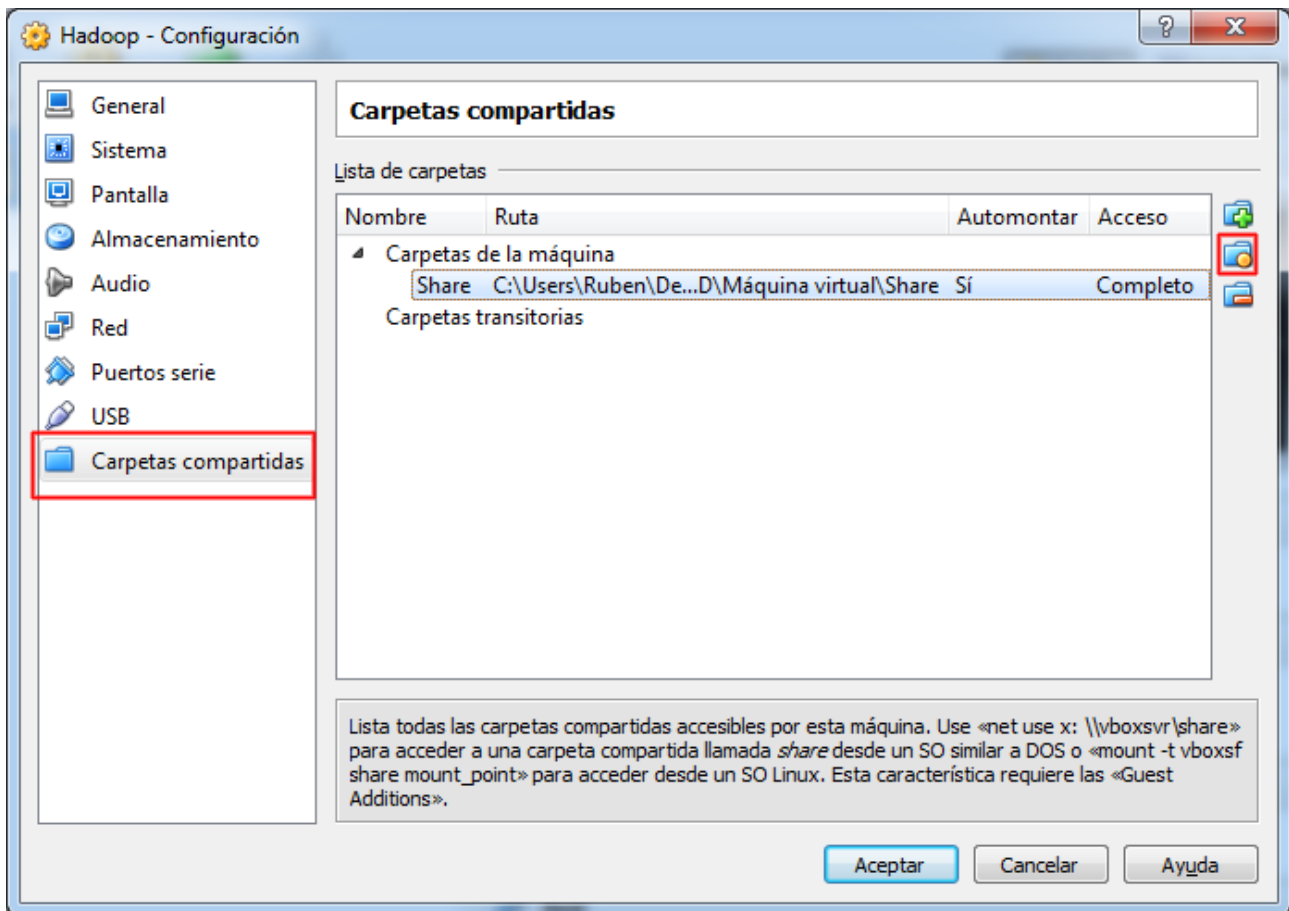 Hadoop - Configuración
General
Sistema
Pantalla
Almacenamiento
Audio
Red
Puertos serie
USB
Carpetas compartidas
Carpetas compartidas
Lista de carpetas
Nombre Ruta Automontar Acceso
Carpetas de la máquina
Share C:\Users\Ruben\De...D\Máquina virtual\Share Sí Completo
Carpetas transitorias
Lista todas las carpetas compartidas accesibles por esta máquina. Use «net use x: \\vboxsvr\share»
para acceder a una carpeta compartida llamada share desde un SO similar a DOS o «mount -t vboxsf
share mount_point» para acceder desde un SO Linux. Esta característica requiere las «Guest
Additions».
Aceptar Cancelar Ayuda